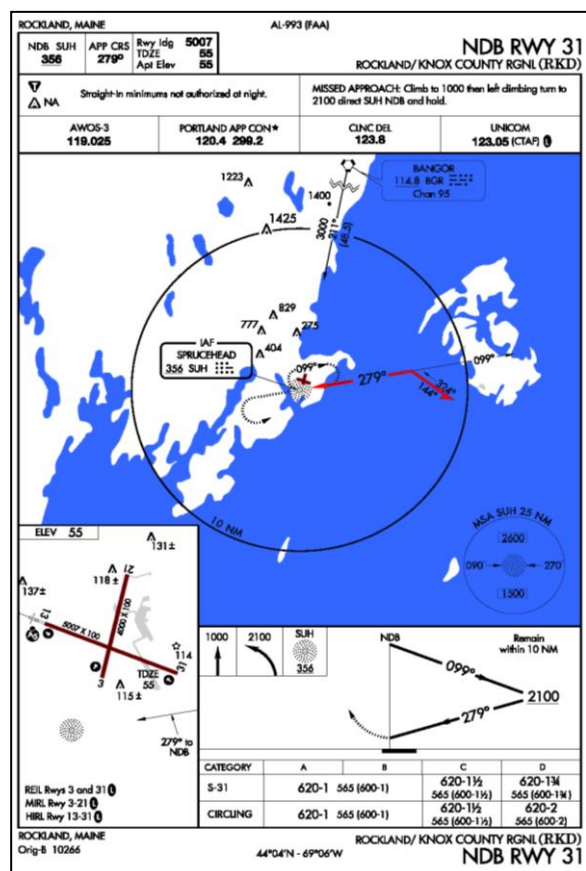 ROCKLAND, MAINE
AL-993 (FAA)
NDB SUH
356
APP CRS
279°
Rwy ldg 5007
TDZE 55
Apt Elev 55
NDB RWY 31
ROCKLAND/ KNOX COUNTY RGNL (RKD)
T
A NA
Straight-in minimums not authorized at night.
MISSED APPROACH: Climb to 1000 then left climbing turn to
2100 direct SUH NDB and hold.
AWOS-3
119.025
PORTLAND APP CON★
120.4 299.2
CLNC DEL
123.8
UNICOM
123.05 (CTAF) L
BANGOR
114.8 BGR
Chan 95
1223
1400
1425
3000
211°
(48.5)
829
777
275
404
IAF
SPRUCEHEAD
356 SUH
099°
279°
099°
324°
144°
10 NM
MSA SUH 25 NM
2600
090°
270°
1500
ELEV 55
131±
118±
21
137±
13
5007 X 100
4000 X 100
114
31
TDZE
55
3
115±
279° to
NDB
REIL Rwys 3 and 31 L
MIRL Rwy 3-21 L
HIRL Rwy 13-31 L
1000
2100
SUH
356
NDB
Remain
within 10 NM
099°
2100
279°
CATEGORY A B C D
S-31 620-1 565 (600-1) 620-1½ 565 (600-1½) 620-1¾ 565 (600-1¾)
CIRCLING 620-1 565 (600-1) 620-1½ 565 (600-1½) 620-2 565 (600-2)
ROCKLAND, MAINE
Orig-B 10266
44°04'N - 69°06'W
ROCKLAND/ KNOX COUNTY RGNL (RKD)
NDB RWY 31